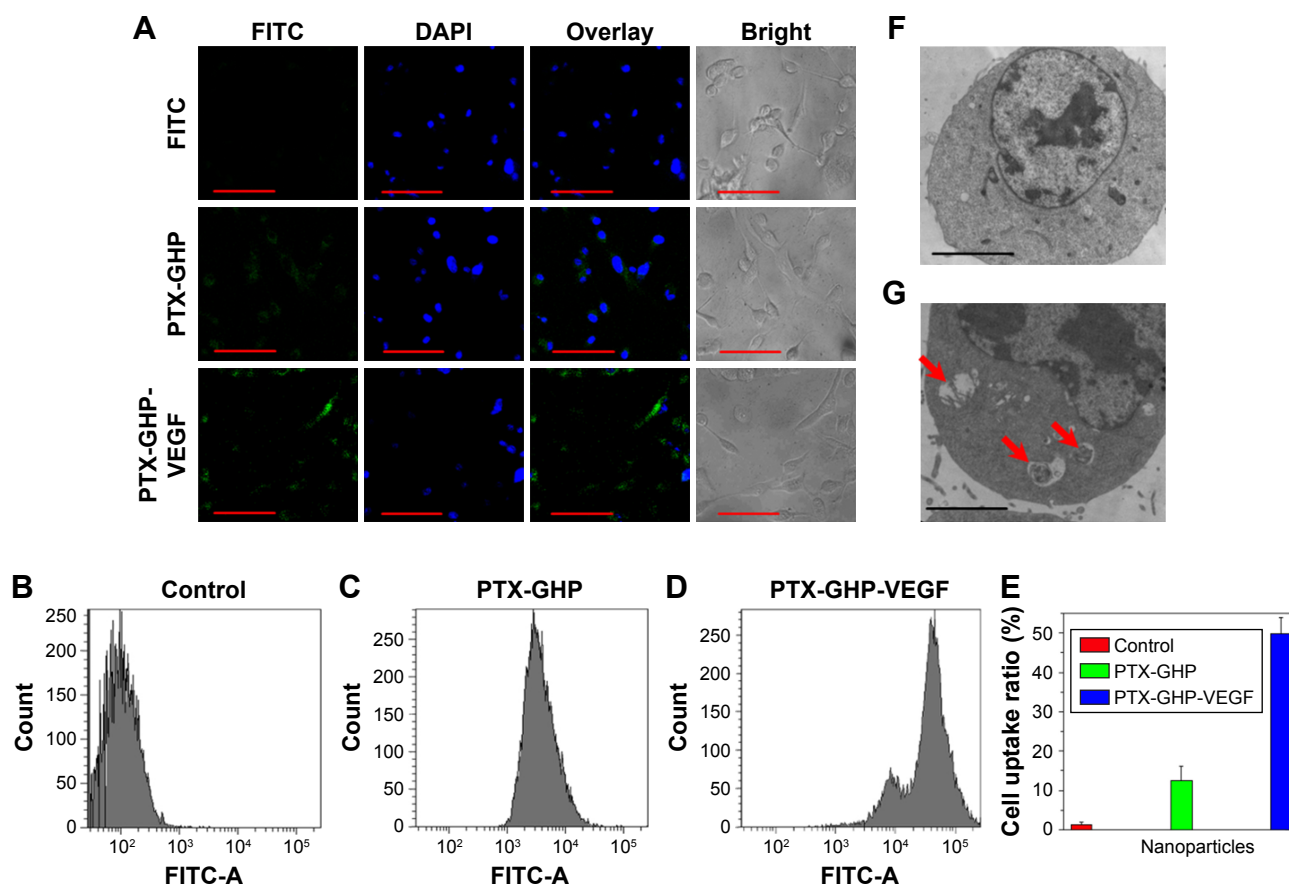 A
FITC
DAPI
Overlay
Bright
FITC
PTX-GHP
PTX-GHP-
VEGF
F
G
B
Control
Count
250
200
150
100
50
0
10²
10³
10⁴
10⁵
FITC-A
C
PTX-GHP
Count
250
200
150
100
50
0
10²
10³
10⁴
10⁵
FITC-A
D
PTX-GHP-VEGF
Count
250
200
150
100
50
0
10²
10³
10⁴
10⁵
FITC-A
E
Cell uptake ratio (%)
50
40
30
20
10
0
Control
PTX-GHP
PTX-GHP-VEGF
Nanoparticles